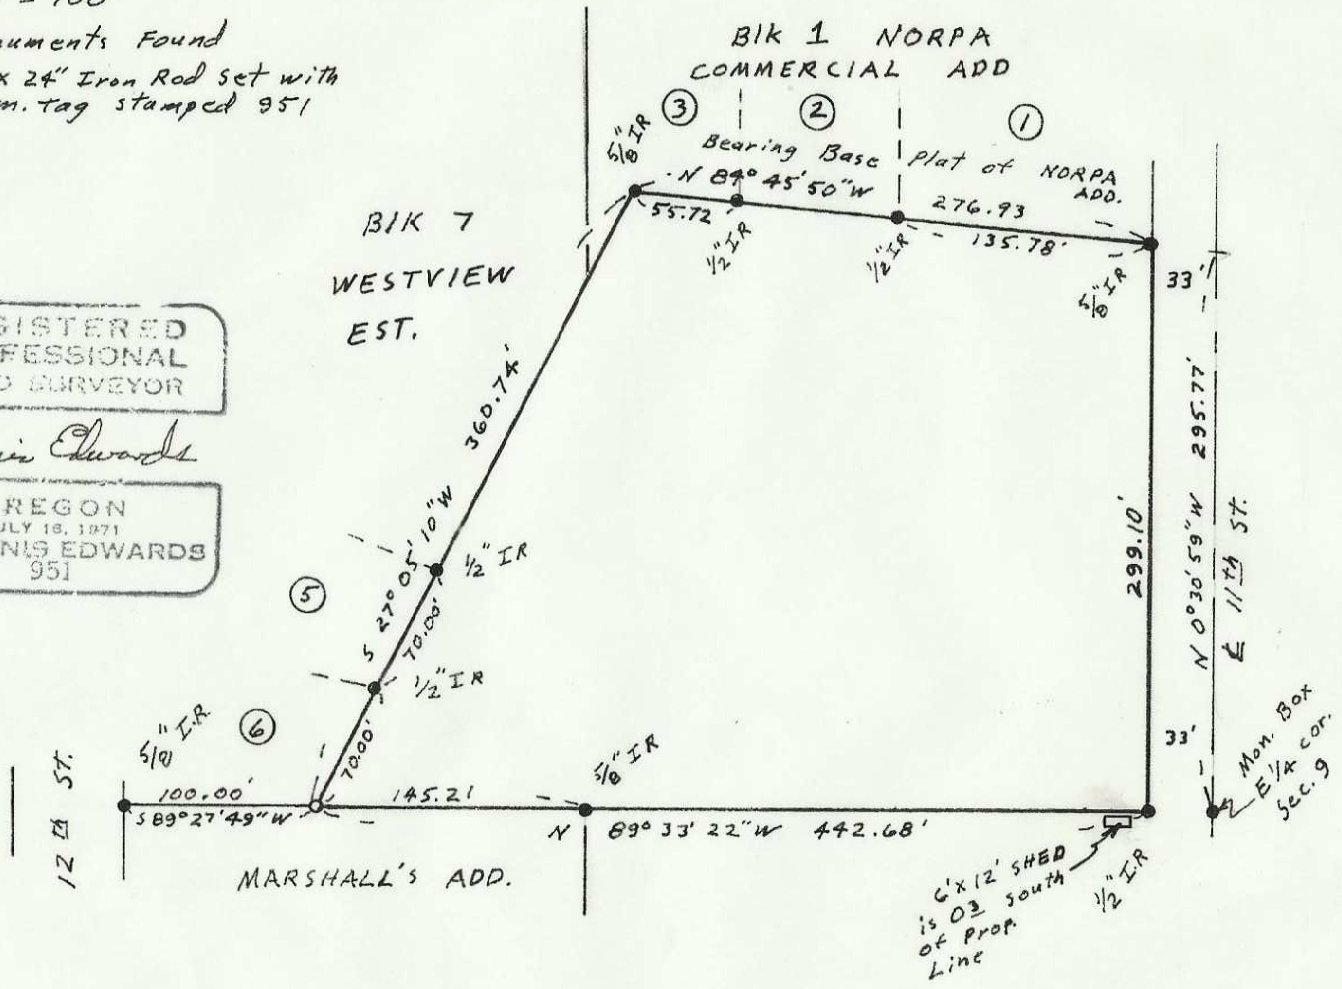 = 100'
uments Found
x 24" Iron Rod set with
m. tag stamped 951
Blk 1 NORPA
COMMERCIAL ADD
3
2
1
5/8" IR
Bearing Base
Plat of NORPA
ADD.
N 84° 45' 50" W
276.93
55.72
135.78'
1/2" IR
1/2" IR
5/8" IR
33'
Blk 7
WESTVIEW
EST.
GISTERED
FESSIONAL
D SURVEYOR
Edwards
REGON
ULY 16, 1971
NIS EDWARDS
951
360.74'
S 27° 05' 10" W
1/2" IR
70.00'
5
1/2" IR
70.00'
6
5/8" I.R.
12th ST.
100.00'
S 89° 27' 49" W
145.21
5/8" IR
N 89° 33' 22" W 442.68'
MARSHALL'S ADD.
299.10'
N 0° 30' 59" W 295.77'
℄ 11th ST.
33'
Mon. Box
E 1/4 cor.
Sec. 9
6' x 12' SHED
is 0.3 South
of Prop.
Line
1/2" I.R